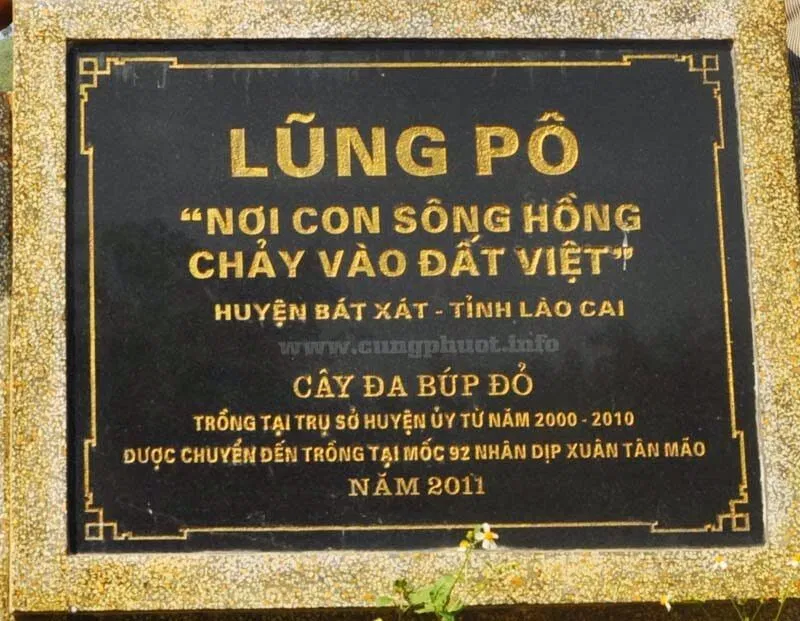 LŨNG PÔ
“NƠI CON SÔNG HỒNG
CHẢY VÀO ĐẤT VIỆT”
HUYỆN BÁT XÁT - TỈNH LÀO CAI
www.cungphuot.info
CÂY ĐA BÚP ĐỎ
TRỒNG TẠI TRỤ SỞ HUYỆN ỦY TỪ NĂM 2000 - 2010
ĐƯỢC CHUYỂN ĐẾN TRỒNG TẠI MỐC 92 NHÂN DỊP XUÂN TÂN MÃO
NĂM 2011